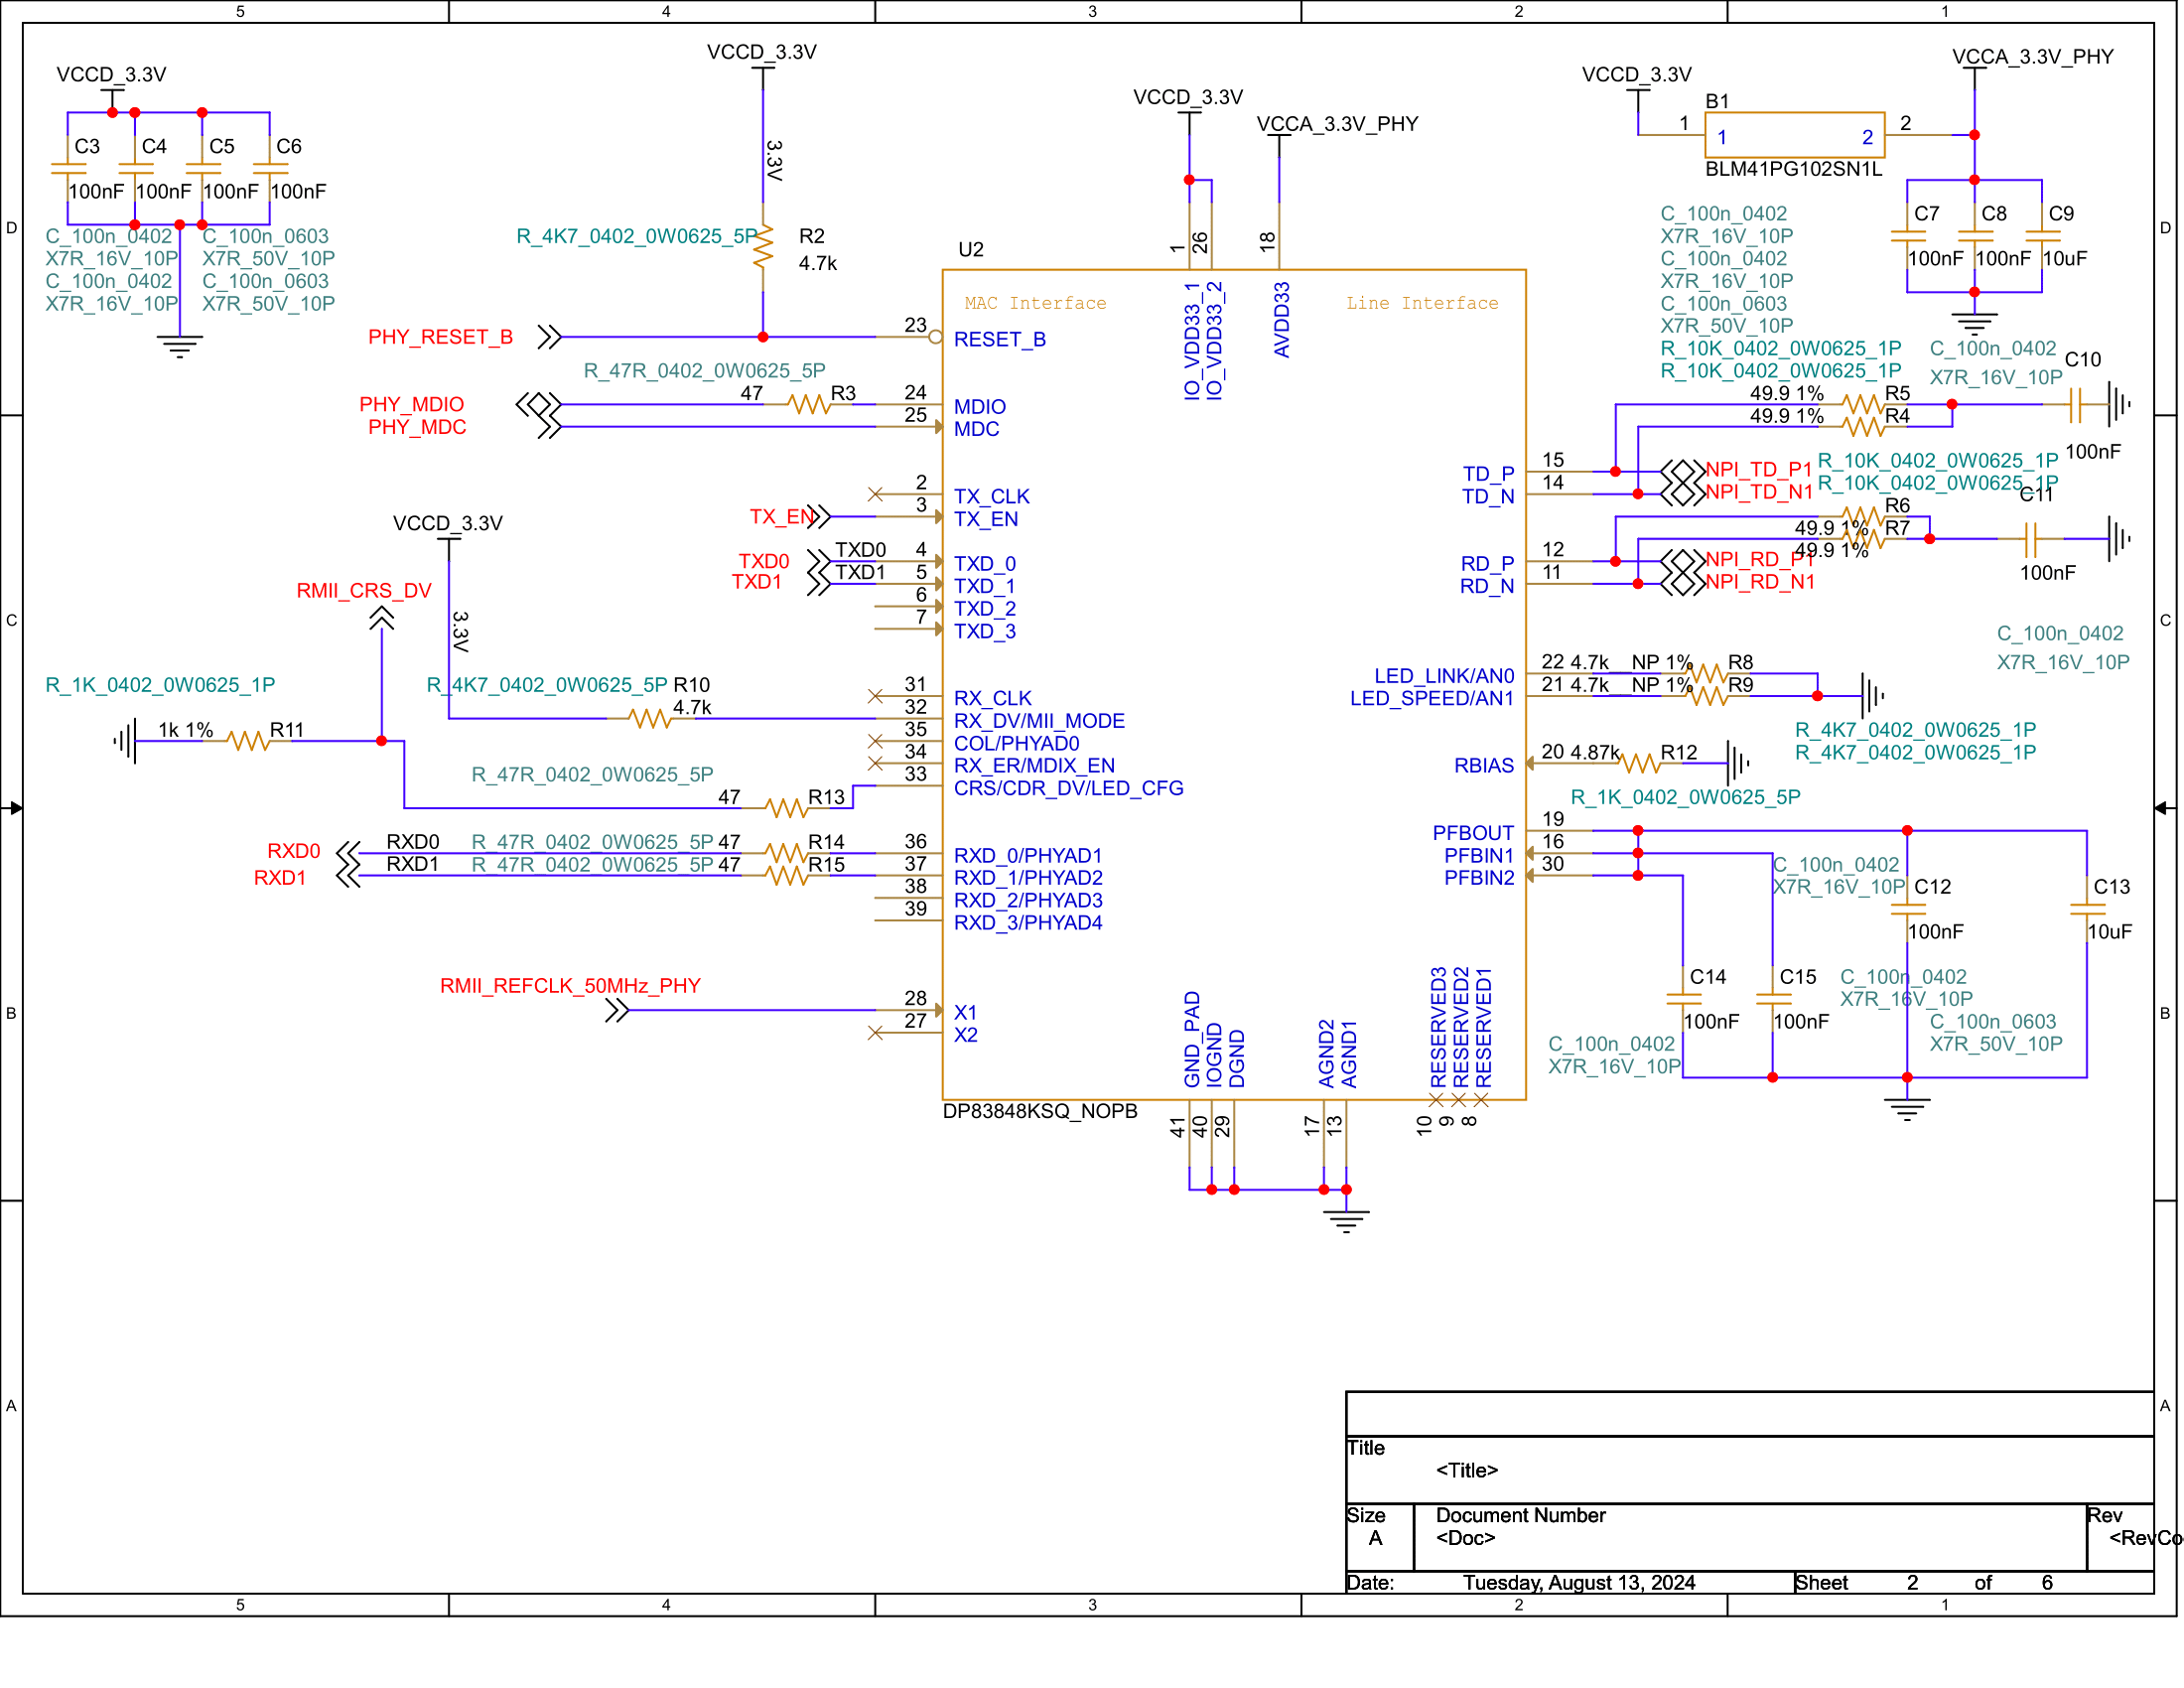 5 4 3 2 1
VCCD_3.3V
C3 C4 C5 C6
100nF 100nF 100nF 100nF
C_100n_0402
X7R_16V_10P
C_100n_0402
X7R_16V_10P
C_100n_0603
X7R_50V_10P
C_100n_0603
X7R_50V_10P
VCCD_3.3V
3.3V
R_4K7_0402_0W0625_5P
R2
4.7k
VCCD_3.3V
VCCA_3.3V_PHY
VCCD_3.3V
VCCA_3.3V_PHY
B1
1 1 2 2
BLM41PG102SN1L
C7 C8 C9
100nF 100nF 10uF
C_100n_0402
X7R_16V_10P
C_100n_0402
X7R_16V_10P
C_100n_0603
X7R_50V_10P
R_10K_0402_0W0625_1P
R_10K_0402_0W0625_1P
C_100n_0402
X7R_16V_10P
C10
100nF
49.9 1% R5
49.9 1% R4
D D
U2
MAC Interface
Line Interface
1 26 18
IO_VDD33_1
IO_VDD33_2
AVDD33
PHY_RESET_B
23 RESET_B
R_47R_0402_0W0625_5P
PHY_MDIO
47 R3 24 MDIO
PHY_MDC
25 MDC
2 TX_CLK
TX_EN
3 TX_EN
TXD0
TXD0 4 TXD_0
TXD1
TXD1 5 TXD_1
6 TXD_2
7 TXD_3
TD_P 15 NPI_TD_P1
TD_N 14 NPI_TD_N1
R_10K_0402_0W0625_1P
R_10K_0402_0W0625_1P
C11
100nF
R6
49.9 1% R7
49.9 1%
RD_P 12 NPI_RD_P1
RD_N 11 NPI_RD_N1
C_100n_0402
X7R_16V_10P
C C
VCCD_3.3V
3.3V
RMII_CRS_DV
R_1K_0402_0W0625_1P
R_4K7_0402_0W0625_5P
R10
4.7k
1k 1% R11
31 RX_CLK
32 RX_DV/MII_MODE
35 COL/PHYAD0
34 RX_ER/MDIX_EN
33 CRS/CDR_DV/LED_CFG
R_47R_0402_0W0625_5P
47 R13
RXD0
RXD0 R_47R_0402_0W0625_5P 47 R14 36 RXD_0/PHYAD1
RXD1
RXD1 R_47R_0402_0W0625_5P 47 R15 37 RXD_1/PHYAD2
38 RXD_2/PHYAD3
39 RXD_3/PHYAD4
LED_LINK/AN0 22 4.7k NP 1% R8
LED_SPEED/AN1 21 4.7k NP 1% R9
R_4K7_0402_0W0625_1P
R_4K7_0402_0W0625_1P
RBIAS 20 4.87k R12
R_1K_0402_0W0625_5P
PFBOUT 19
PFBIN1 16
PFBIN2 30
C_100n_0402
X7R_16V_10P
C12
100nF
C13
10uF
C14
100nF
C15
100nF
C_100n_0402
X7R_16V_10P
C_100n_0603
X7R_50V_10P
C_100n_0402
X7R_16V_10P
B B
RMII_REFCLK_50MHz_PHY
28 X1
27 X2
GND_PAD
IOGND
DGND
AGND2
AGND1
RESERVED3
RESERVED2
RESERVED1
DP83848KSQ_NOPB
41 40 29 17 13 10 9 8
A A
Title
<Title>
Size
A
Document Number
<Doc>
Rev
<RevCo
Date: Tuesday, August 13, 2024 Sheet 2 of 6
5 4 3 2 1